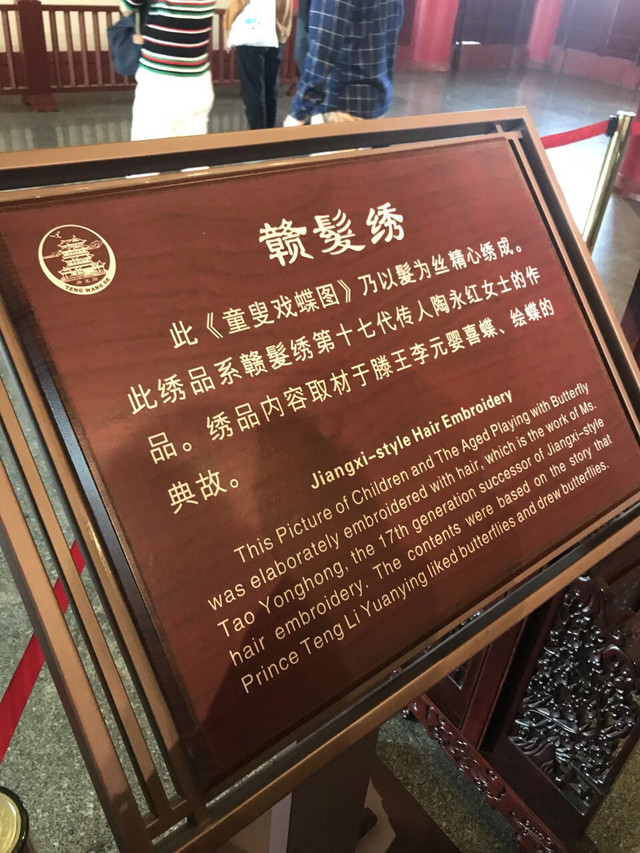 赣髮绣
此《童叟戏蝶图》乃以髮为丝精心绣成。
此绣品系赣髮绣第十七代传人陶永红女士的作
品。绣品内容取材于滕王李元婴喜蝶、绘蝶的
典故。
Jiangxi-style Hair Embroidery
This Picture of Children and The Aged Playing with Butterfly
was elaborately embroidered with hair, which is the work of Ms.
Tao Yonghong, the 17th generation successor of Jiangxi-style
hair embroidery. The contents were based on the story that
Prince Teng Li Yuanying liked butterflies and drew butterflies.